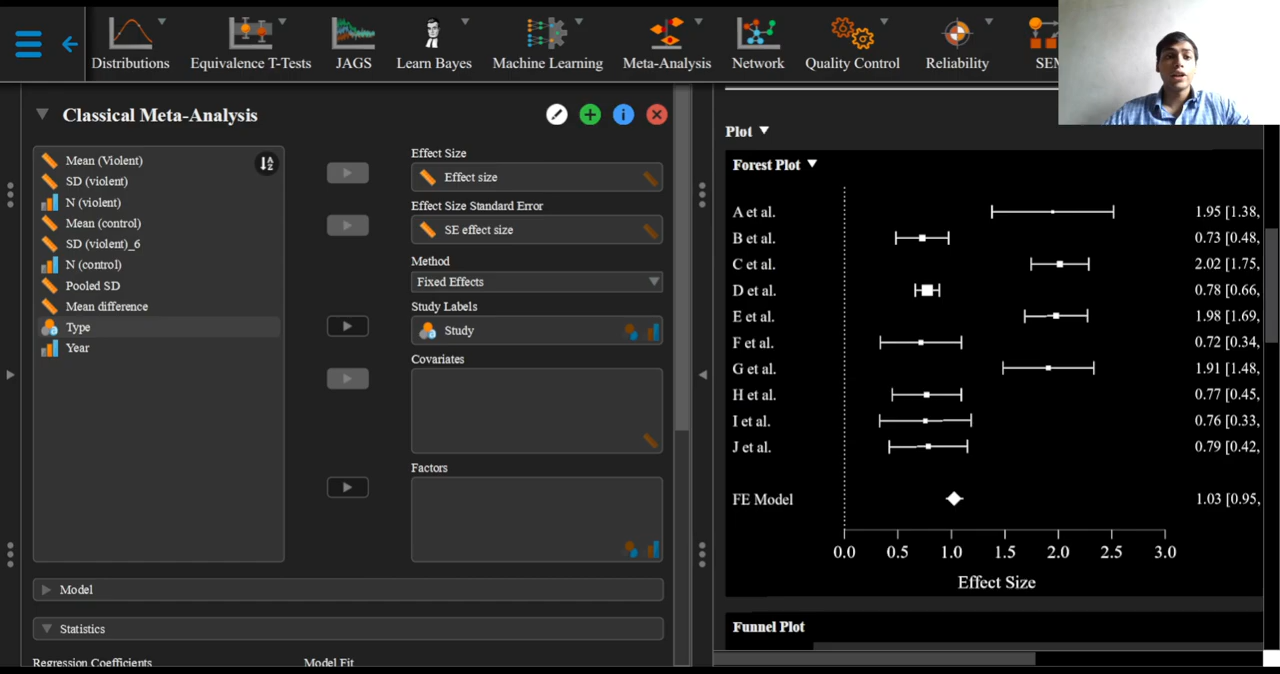 Distributions
Equivalence T-Tests
JAGS
Learn Bayes
Machine Learning
Meta-Analysis
Network
Quality Control
Reliability
SEM
Classical Meta-Analysis
Mean (Violent)
SD (violent)
N (violent)
Mean (control)
SD (violent)_6
N (control)
Pooled SD
Mean difference
Type
Year
Effect Size
Effect size
Effect Size Standard Error
SE effect size
Method
Fixed Effects
Study Labels
Study
Covariates
Factors
Model
Statistics
Regression Coefficients
Model Fit
Plot
Forest Plot
A et al. 1.95 [1.38,
B et al. 0.73 [0.48,
C et al. 2.02 [1.75,
D et al. 0.78 [0.66,
E et al. 1.98 [1.69,
F et al. 0.72 [0.34,
G et al. 1.91 [1.48,
H et al. 0.77 [0.45,
I et al. 0.76 [0.33,
J et al. 0.79 [0.42,
FE Model 1.03 [0.95,
0.0 0.5 1.0 1.5 2.0 2.5 3.0
Effect Size
Funnel Plot